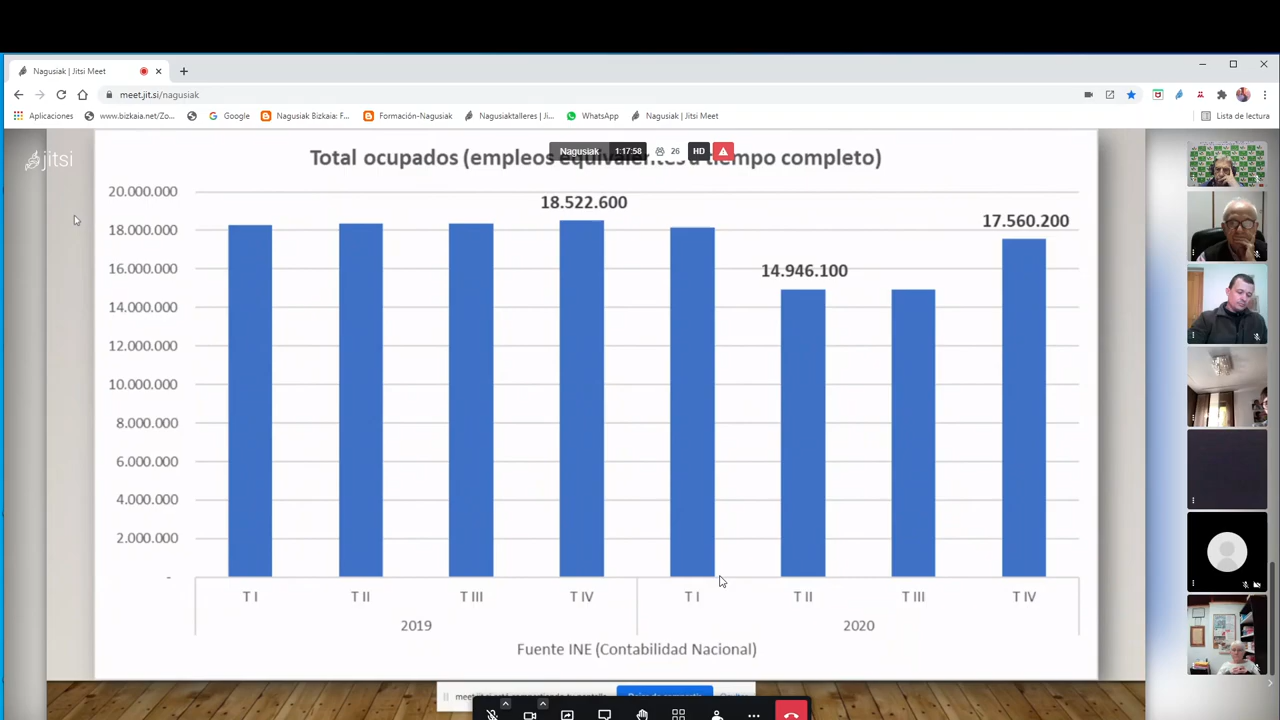 Nagusiak | Jitsi Meet
meet.jit.si/nagusiak
Aplicaciones www.bizkaia.net/Zo... Google Nagusiak Bizkaia: F... Formación-Nagusiak Nagusiaktalleres | Ji... WhatsApp Nagusiak | Jitsi Meet Lista de lectura
jitsi
Nagusiak 1:17:58 26 HD
Total ocupados (empleos equivalentes a tiempo completo)
20.000.000
18.522.600
18.000.000
17.560.200
16.000.000
14.946.100
14.000.000
12.000.000
10.000.000
8.000.000
6.000.000
4.000.000
2.000.000
-
T I T II T III T IV T I T II T III T IV
2019 2020
Fuente INE (Contabilidad Nacional)